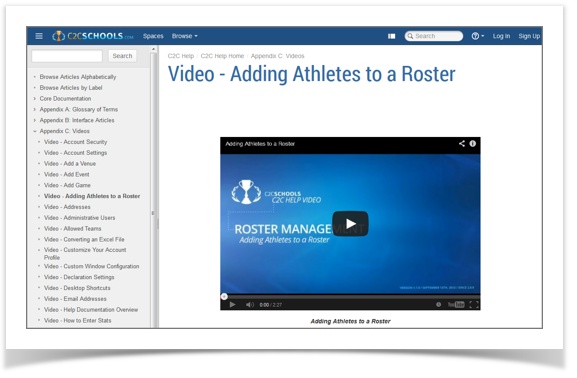 C2CSCHOOLS.COM Spaces Browse Search Log In Sign Up
Search
Browse Articles Alphabetically
Browse Articles by Label
Core Documentation
Appendix A: Glossary of Terms
Appendix B: Interface Articles
Appendix C: Videos
Video - Account Security
Video - Account Settings
Video - Add a Venue
Video - Add Event
Video - Add Game
Video - Adding Athletes to a Roster
Video - Addresses
Video - Administrative Users
Video - Allowed Teams
Video - Converting an Excel File
Video - Customize Your Account
Profile
Video - Custom Window Configuration
Video - Declaration Settings
Video - Desktop Shortcuts
Video - Email Addresses
Video - Help Documentation Overview
Video - How to Enter Stats
C2C Help C2C Help Home Appendix C: Videos
Video - Adding Athletes to a Roster
Adding Athletes to a Roster
C2CSCHOOLS
C2C HELP VIDEO
ROSTER MANAGEMENT
Adding Athletes to a Roster
0:00 / 2:27 YouTube
Adding Athletes to a Roster